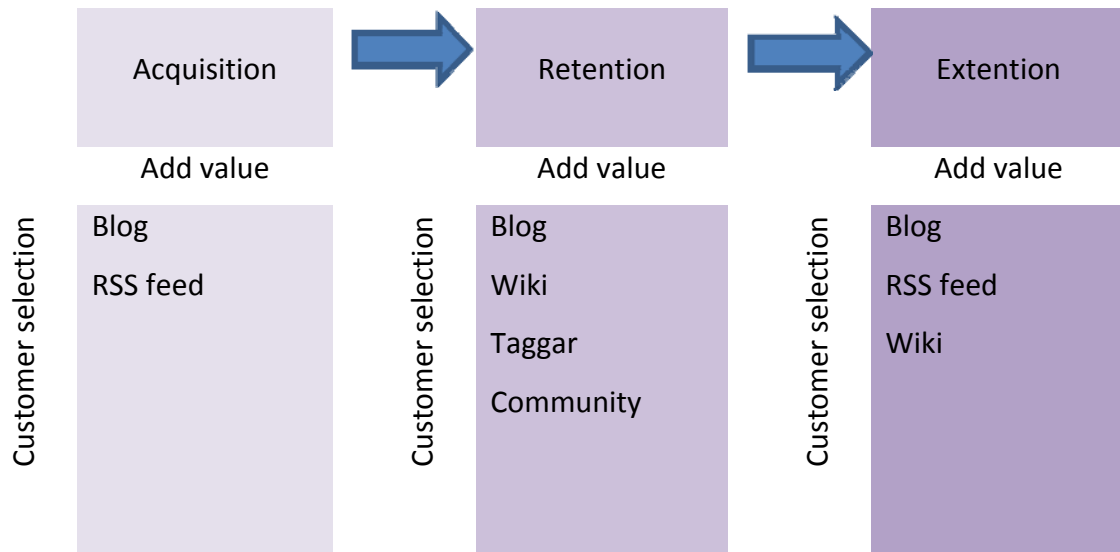 Acquisition
Retention
Extention
Add value
Add value
Add value
Customer selection
Blog
RSS feed
Customer selection
Blog
Wiki
Taggar
Community
Customer selection
Blog
RSS feed
Wiki